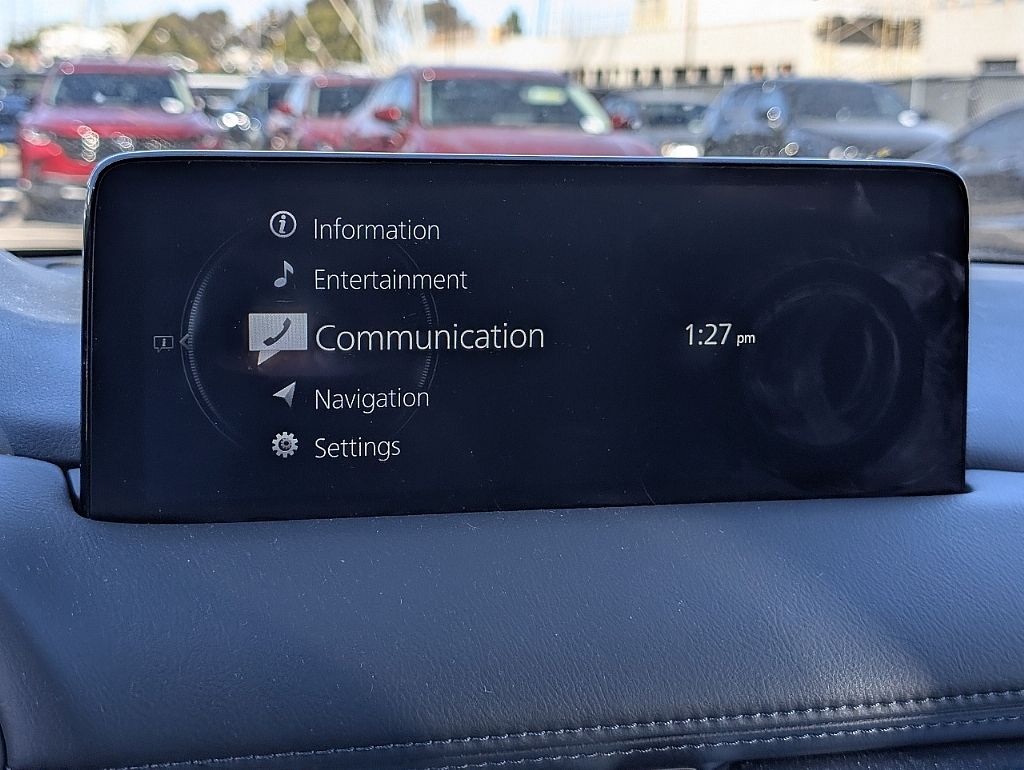 Information
Entertainment
Communication
1:27 pm
Navigation
Settings